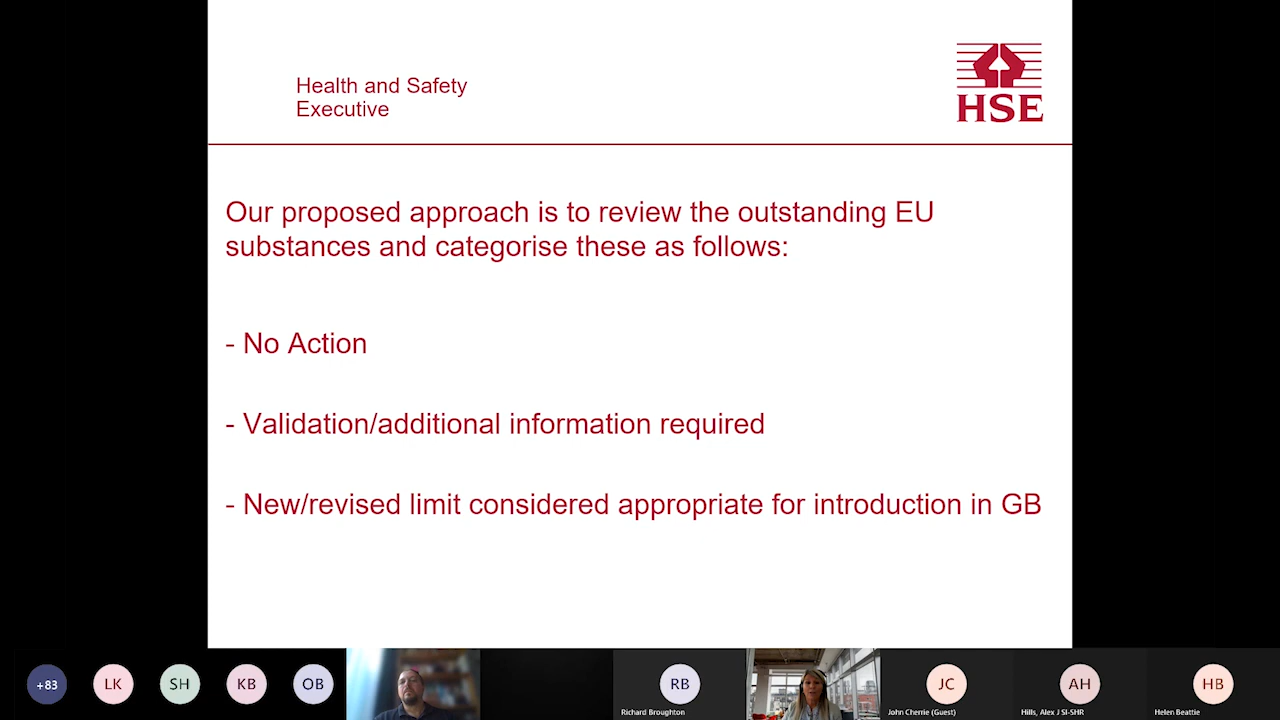 Health and Safety
Executive
HSE
Our proposed approach is to review the outstanding EU
substances and categorise these as follows:
- No Action
- Validation/additional information required
- New/revised limit considered appropriate for introduction in GB
+83
LK
SH
KB
OB
RB
Richard Broughton
JC
John Cherrie (Guest)
AH
Hills, Alex J SI-SHR
HB
Helen Beattie